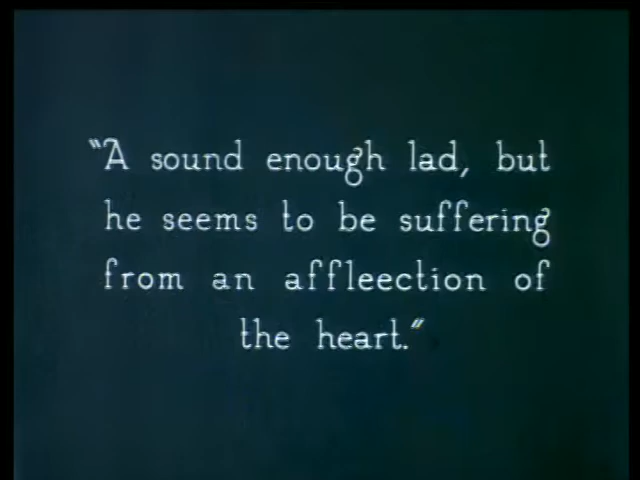 "A sound enough lad, but
he seems to be suffering
from an affleection of
the heart."